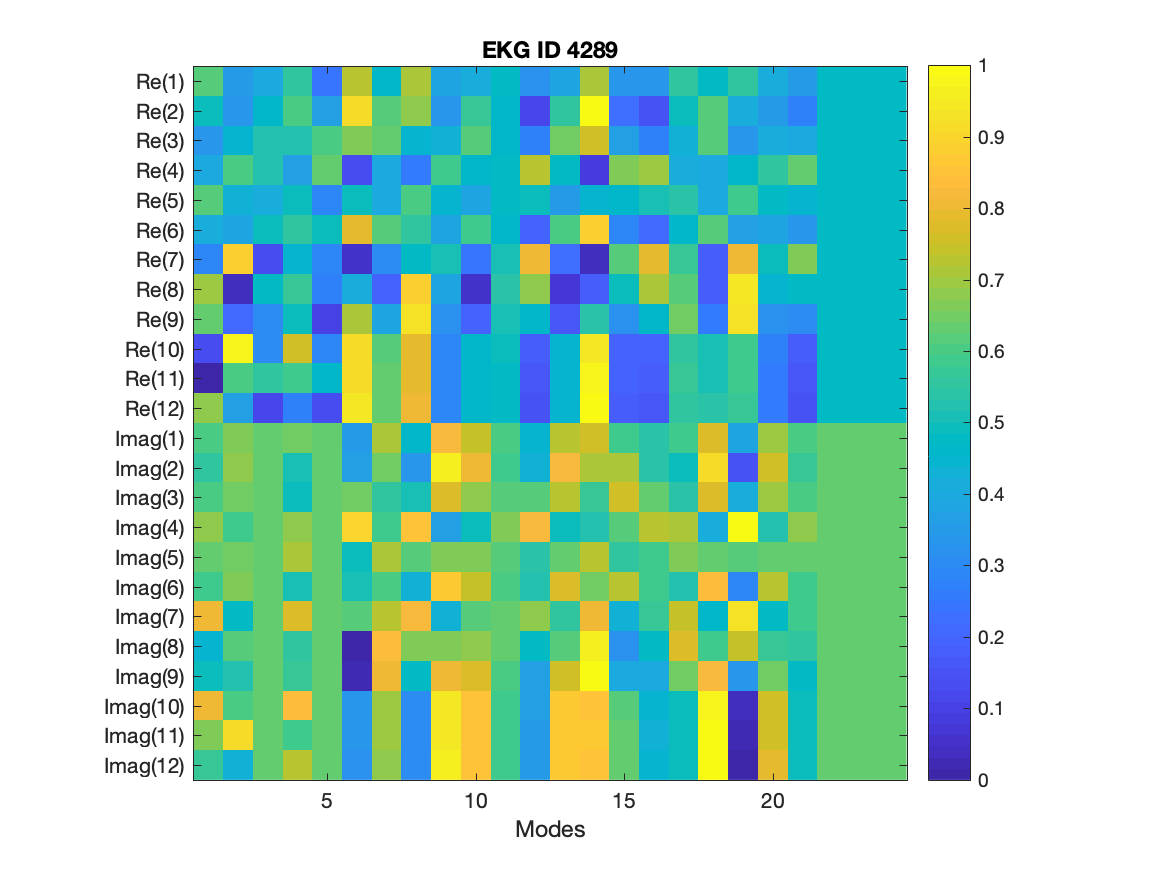 EKG ID 4289
Re(1)
Re(2)
Re(3)
Re(4)
Re(5)
Re(6)
Re(7)
Re(8)
Re(9)
Re(10)
Re(11)
Re(12)
Imag(1)
Imag(2)
Imag(3)
Imag(4)
Imag(5)
Imag(6)
Imag(7)
Imag(8)
Imag(9)
Imag(10)
Imag(11)
Imag(12)
5 10 15 20
Modes
1
0.9
0.8
0.7
0.6
0.5
0.4
0.3
0.2
0.1
0